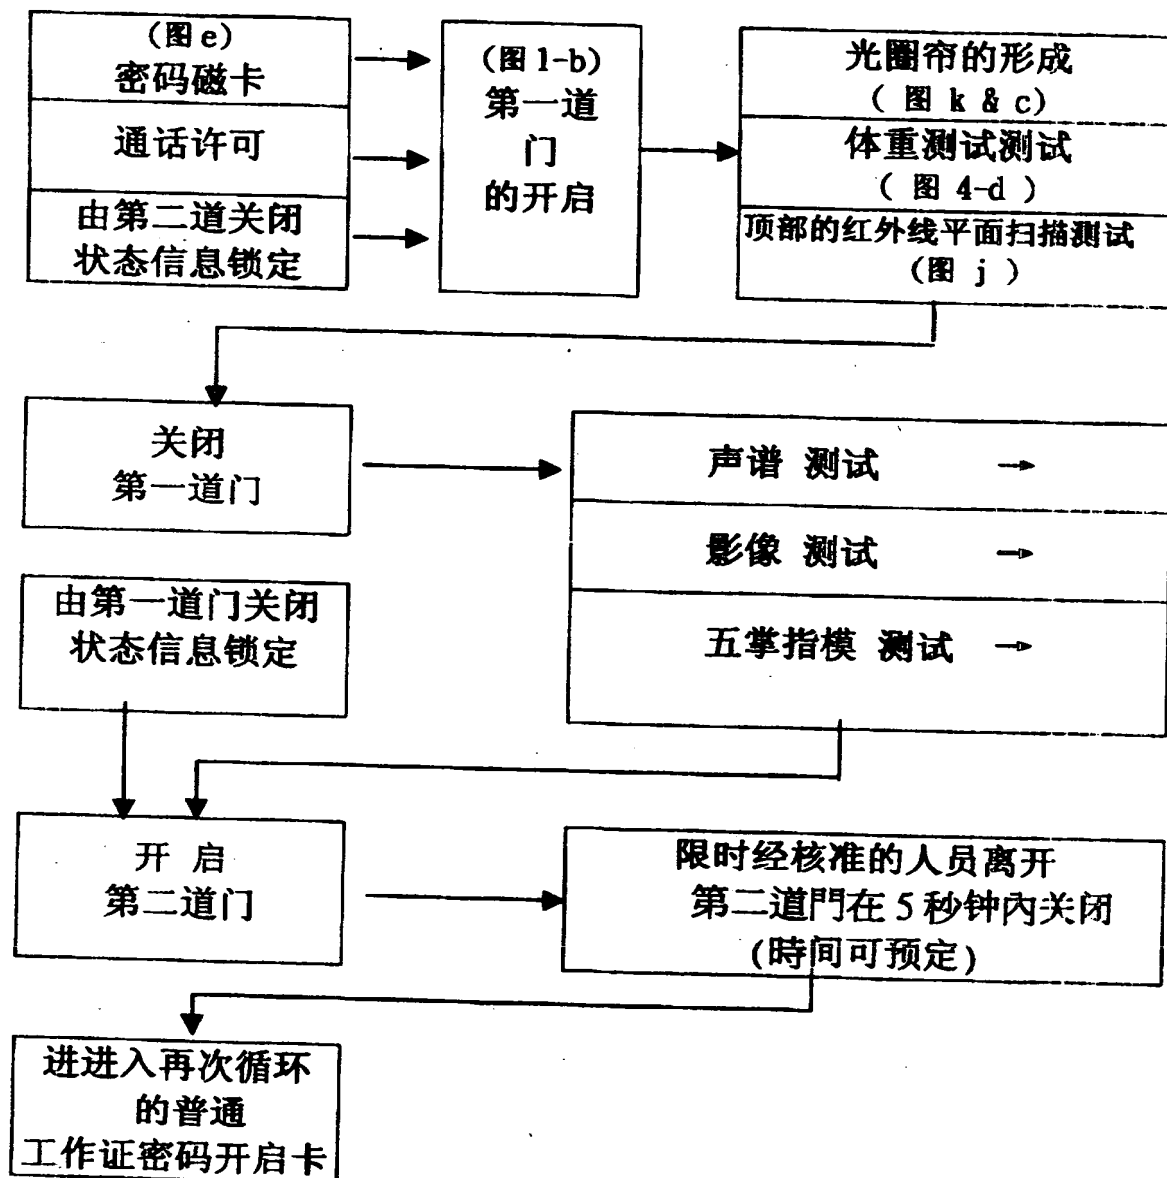 (图 e)
密码磁卡
通话许可
由第二道关闭
状态信息锁定
(图 1-b)
第一道
门
的开启
光圈帘的形成
( 图 k & c)
体重测试测试
( 图 4-d )
顶部的红外线平面扫描测试
(图 j )
关闭
第一道门
声谱 测试
影像 测试
五掌指模 测试
由第一道门关闭
状态信息锁定
开 启
第二道门
限时经核准的人员离开
第二道門在 5 秒钟內关闭
(時间可预定)
进进入再次循环
的普通
工作证密码开启卡